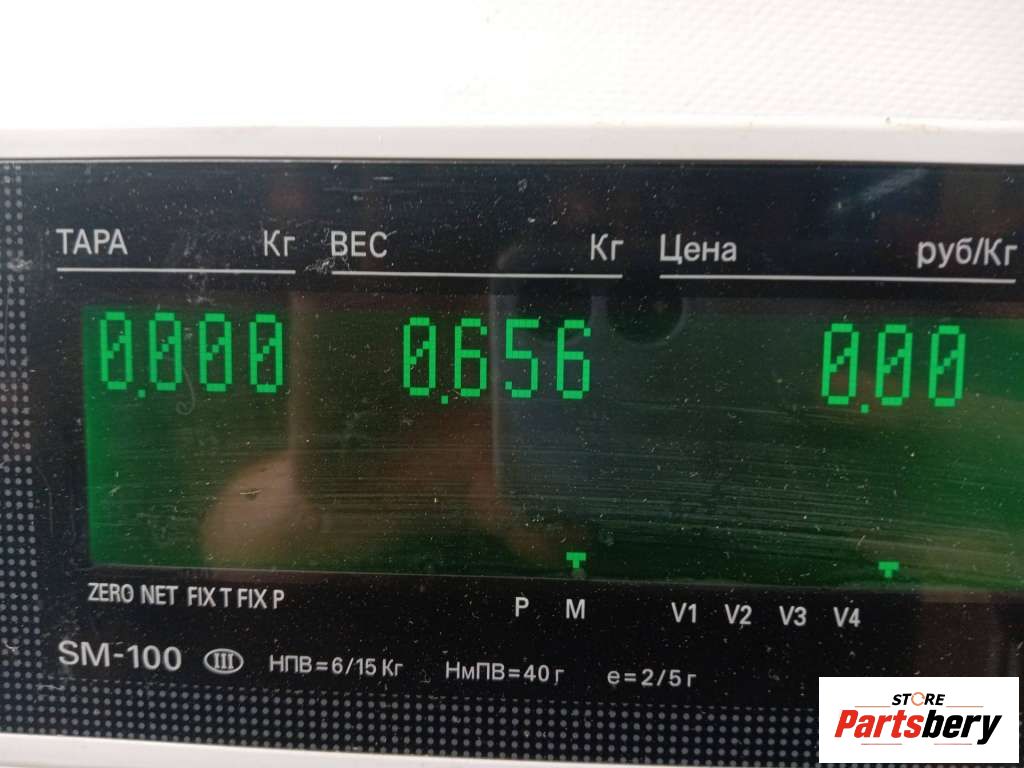 ТАРА Кг ВЕС Кг Цена руб/Кг
0.000 0.656 0.00
ZERO NET FIX T FIX P P M V1 V2 V3 V4
SM-100 III НПВ=6/15 Кг НмПВ=40 г e=2/5 г
STORE
Partsbery